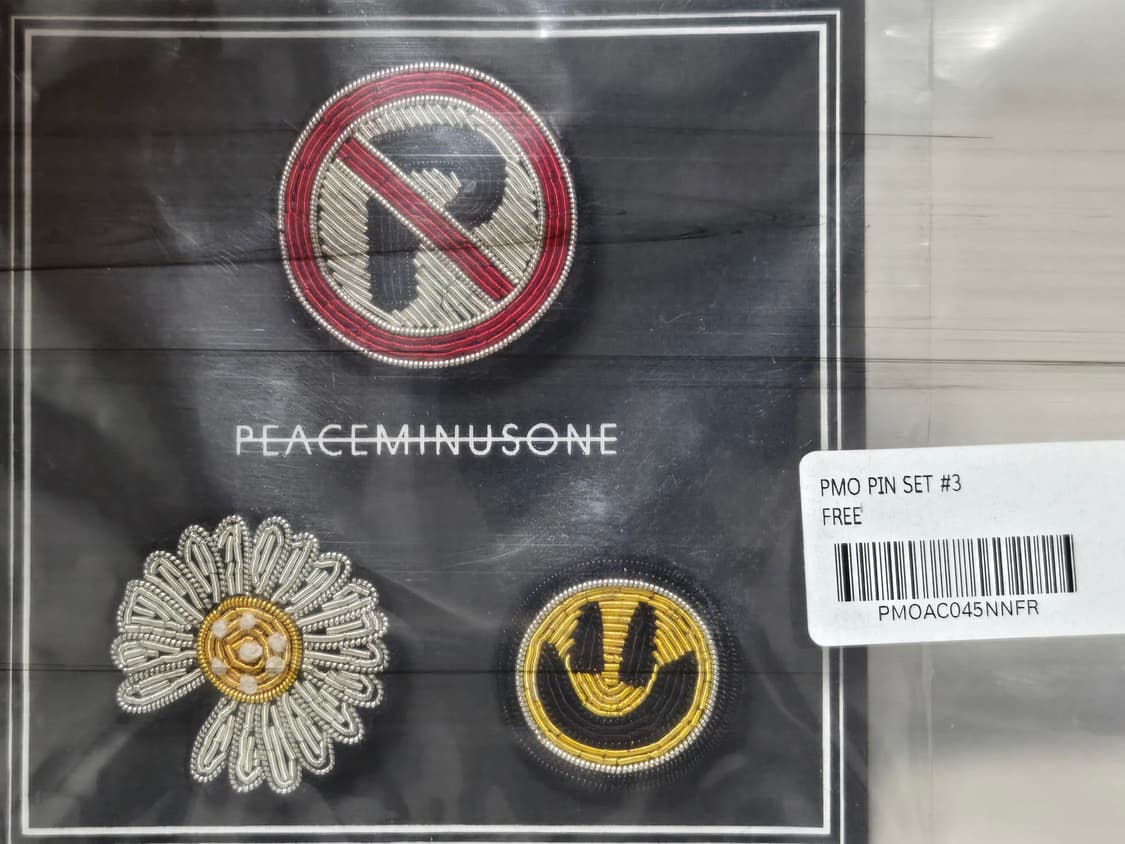 P
PEACEMINUSONE
PMO PIN SET #3
FREE
PMOAC045NNFR